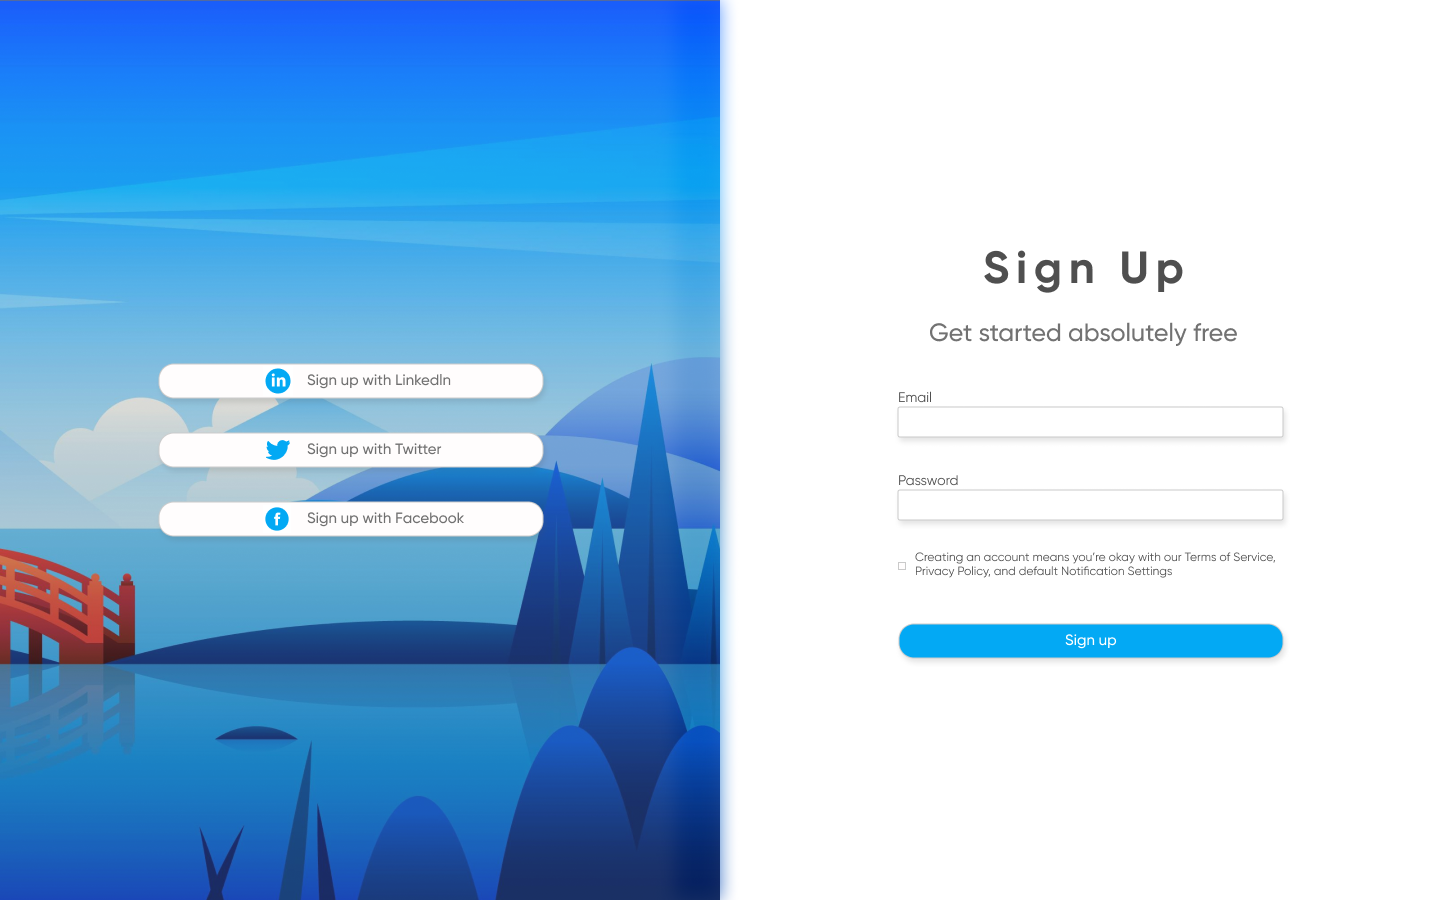 Sign up with LinkedIn
Sign up with Twitter
Sign up with Facebook
Sign Up
Get started absolutely free
Email
Password
Creating an account means you're okay with our Terms of Service,
Privacy Policy, and default Notification Settings
Sign up